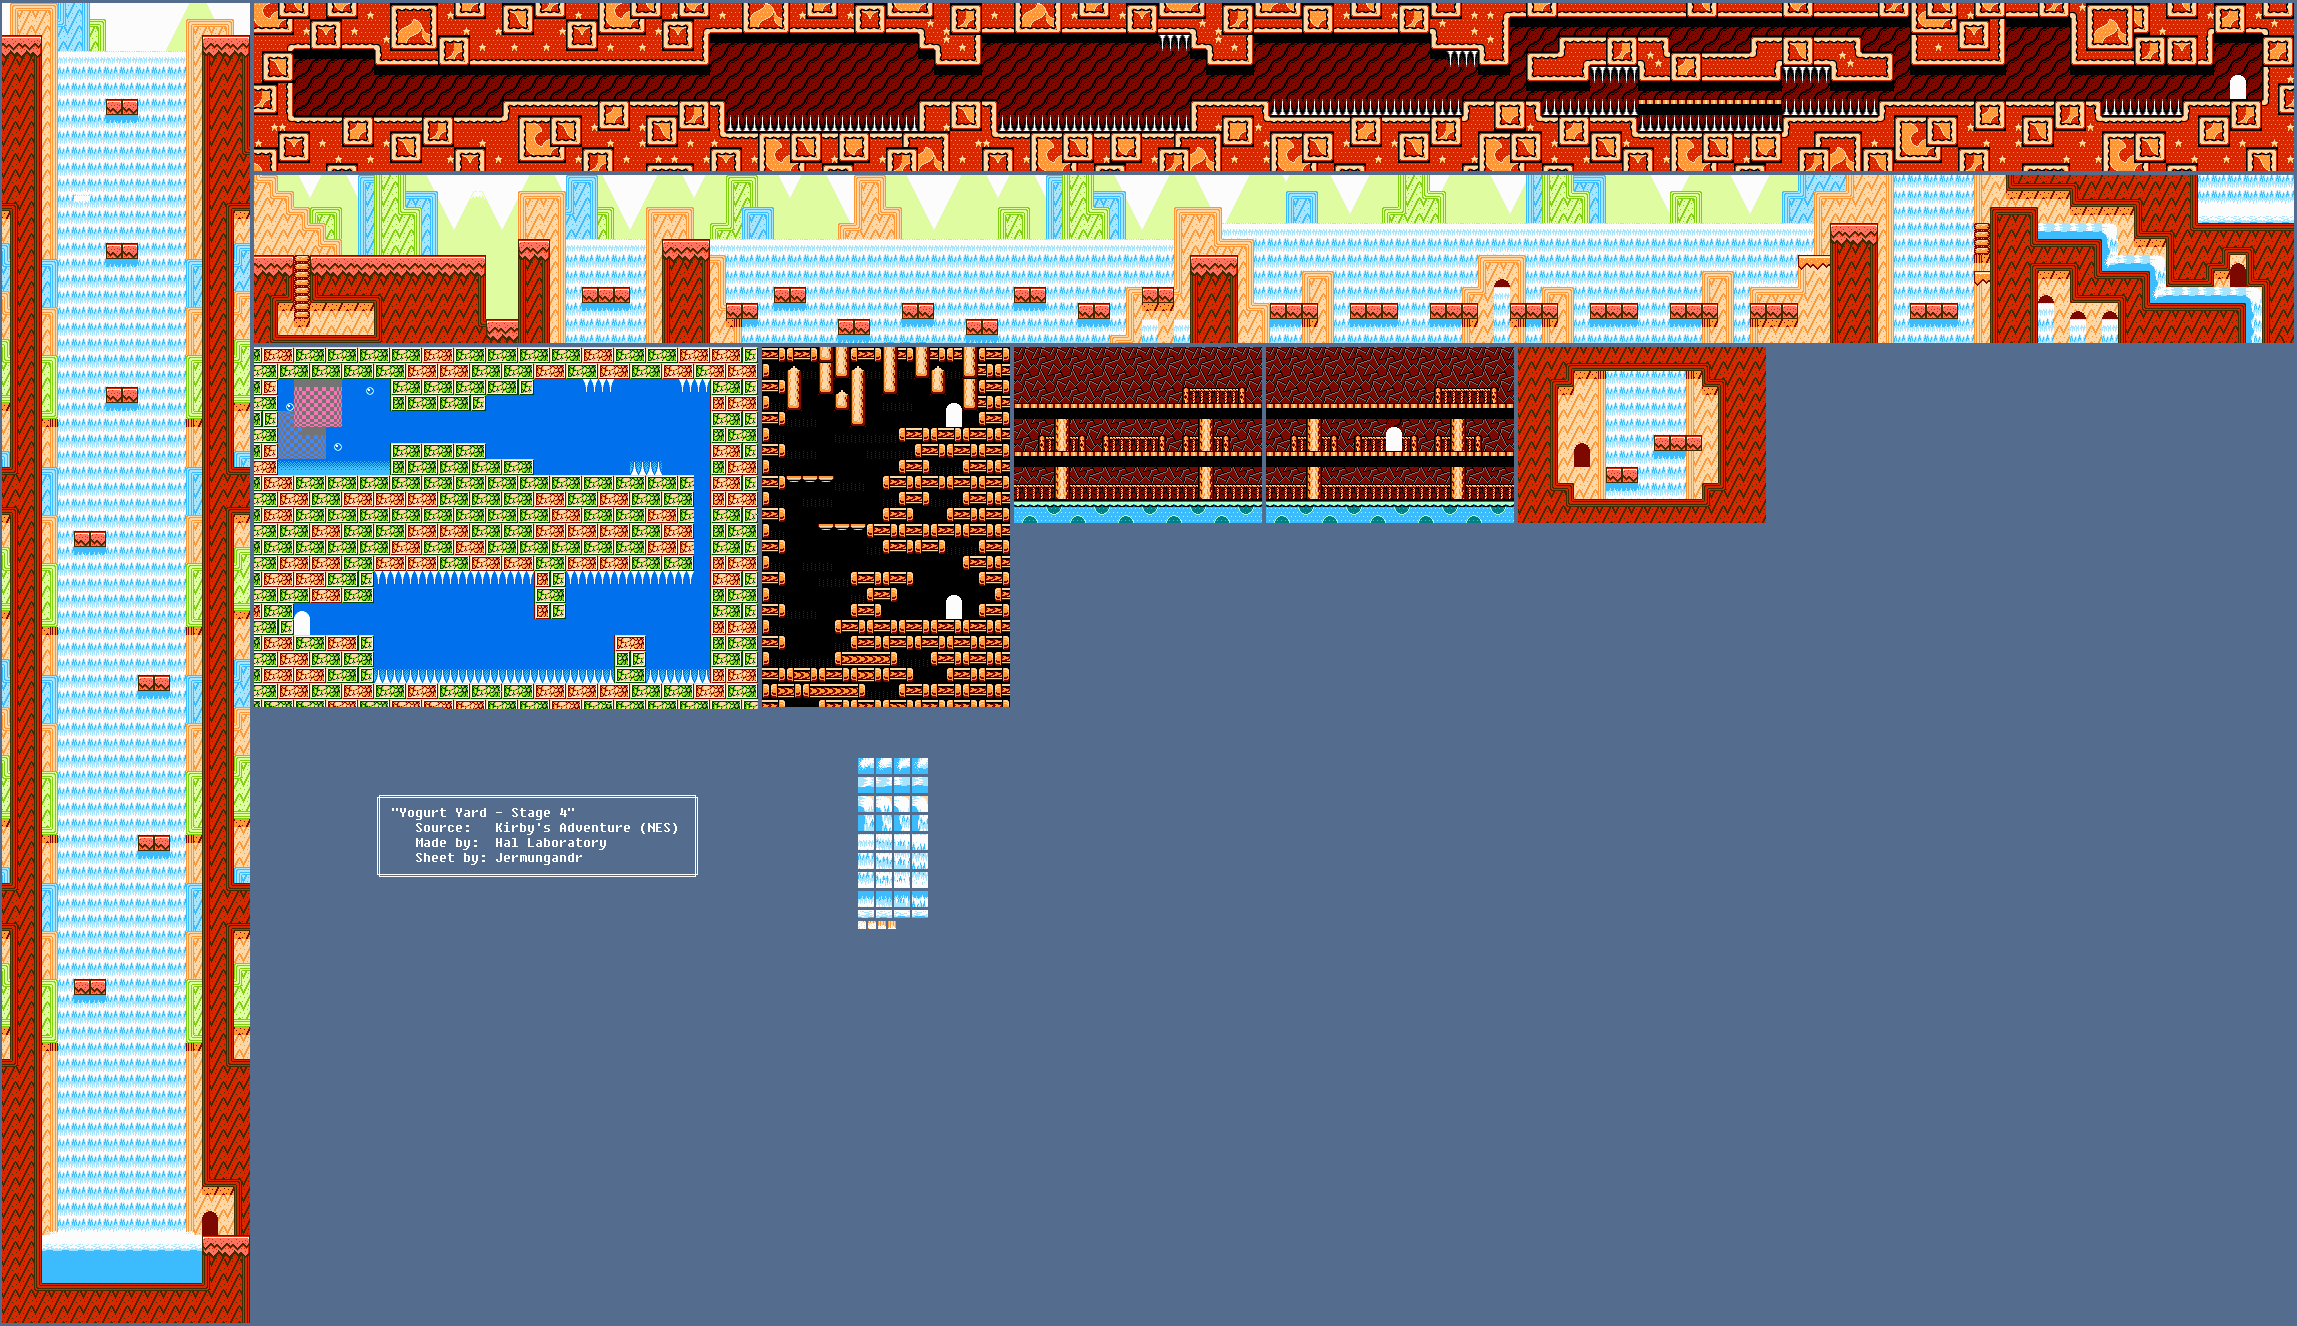 "Yogurt Yard - Stage 4"
Source: Kirby's Adventure (NES)
Made by: Hal Laboratory
Sheet by: Jermungandr